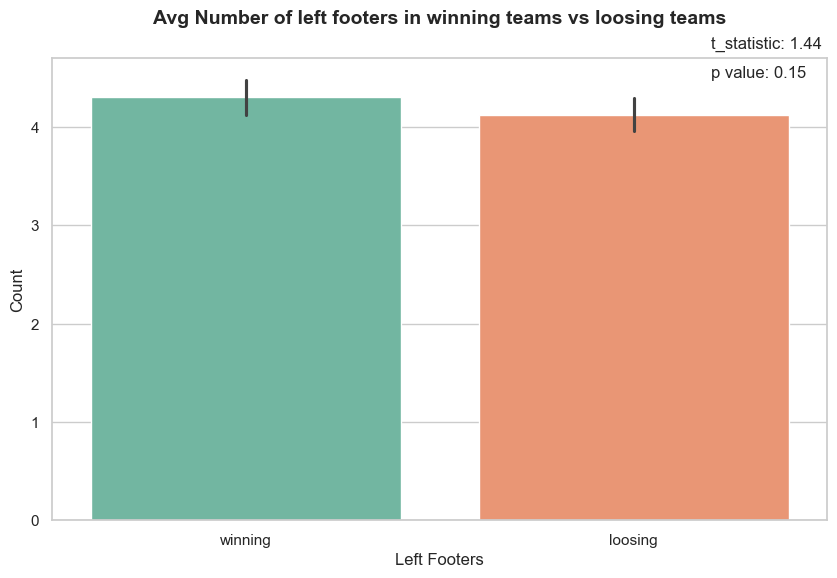 Avg Number of left footers in winning teams vs loosing teams
t_statistic: 1.44
p value: 0.15
4
3
2
1
0
Count
winning
loosing
Left Footers